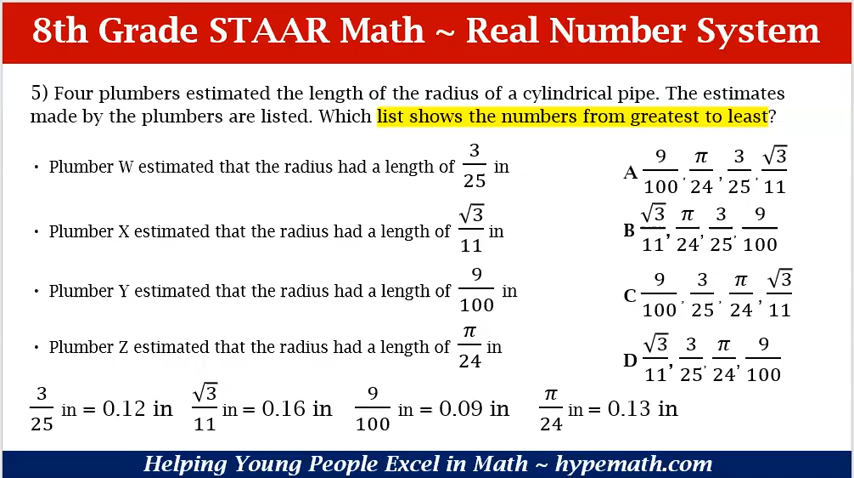 8th Grade STAAR Math ~ Real Number System
5) Four plumbers estimated the length of the radius of a cylindrical pipe. The estimates
made by the plumbers are listed. Which list shows the numbers from greatest to least?
· Plumber W estimated that the radius had a length of 3/25 in
· Plumber X estimated that the radius had a length of √3/11 in
· Plumber Y estimated that the radius had a length of 9/100 in
· Plumber Z estimated that the radius had a length of π/24 in
A 9/100, π/24, 3/25, √3/11
B √3/11, π/24, 3/25, 9/100
C 9/100, 3/25, π/24, √3/11
D √3/11, 3/25, π/24, 9/100
3/25 in = 0.12 in √3/11 in = 0.16 in 9/100 in = 0.09 in π/24 in = 0.13 in
Helping Young People Excel in Math ~ hypemath.com